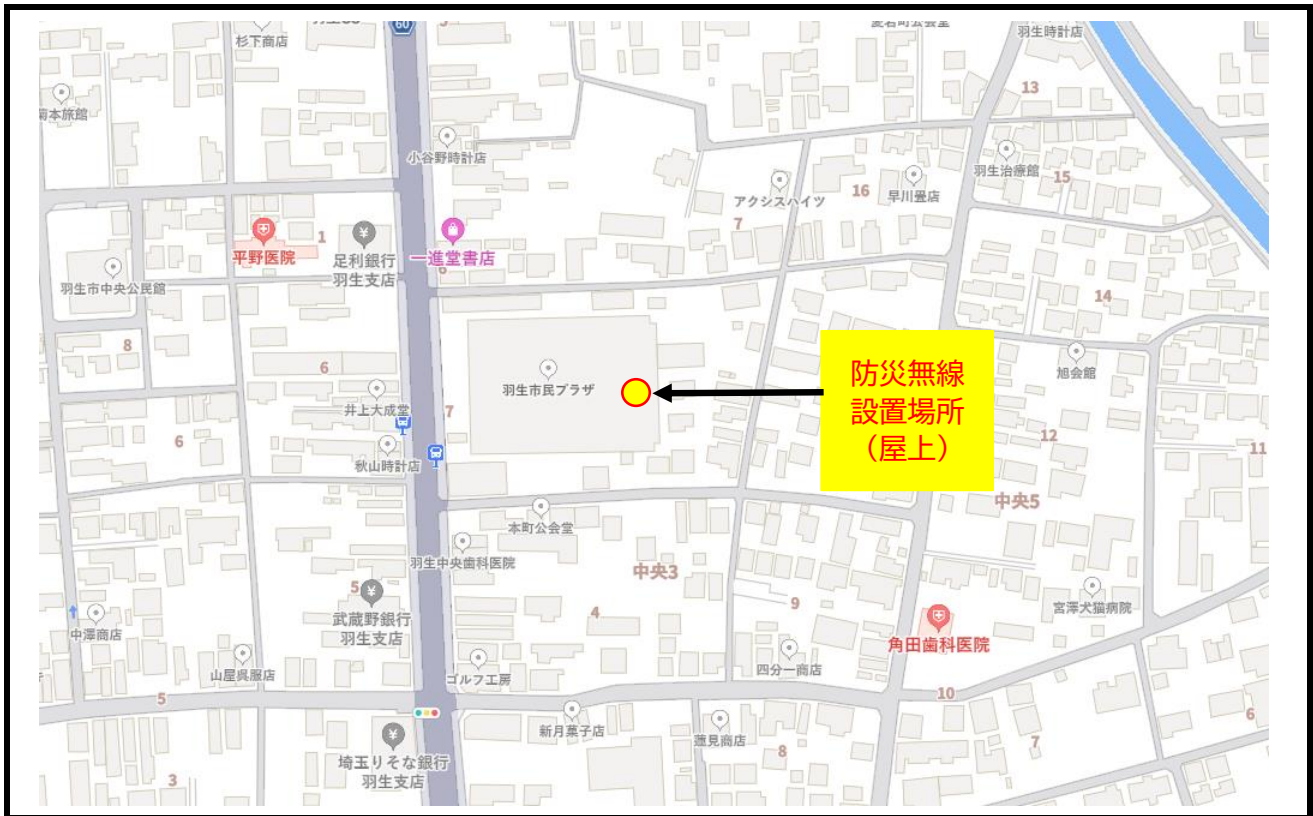 60
杉下商店
羽生時計店
13
菊本旅館
小谷野時計店
羽生治療館
15
16
早川畳店
アクシスハイツ
7
1
平野医院
足利銀行
羽生支店
一進堂書店
6
羽生市中央公民館
14
8
旭会館
6
羽生市民プラザ
防災無線
設置場所
（屋上）
井上大成堂
7
6
秋山時計店
12
11
中央5
本町公会堂
羽生中央歯科医院
中央3
5
武蔵野銀行
羽生支店
4
9
宮澤犬猫病院
中澤商店
角田歯科医院
山屋呉服店
ゴルフ工房
四分一商店
5
10
6
新月菓子店
蓮見商店
7
8
埼玉りそな銀行
羽生支店
3